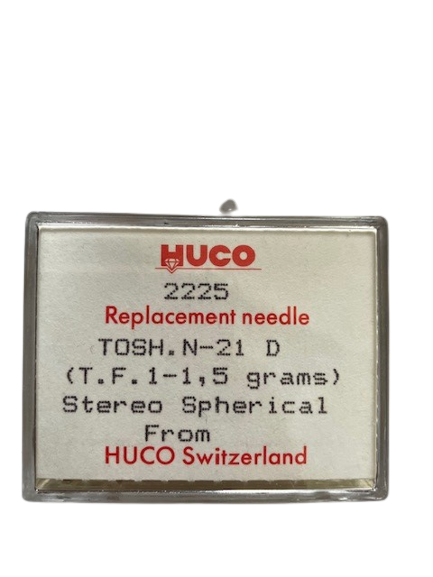 HUCO
2225
Replacement needle
TOSH.N-21 D
(T.F.1-1,5 grams)
Stereo Spherical
From
HUCO Switzerland